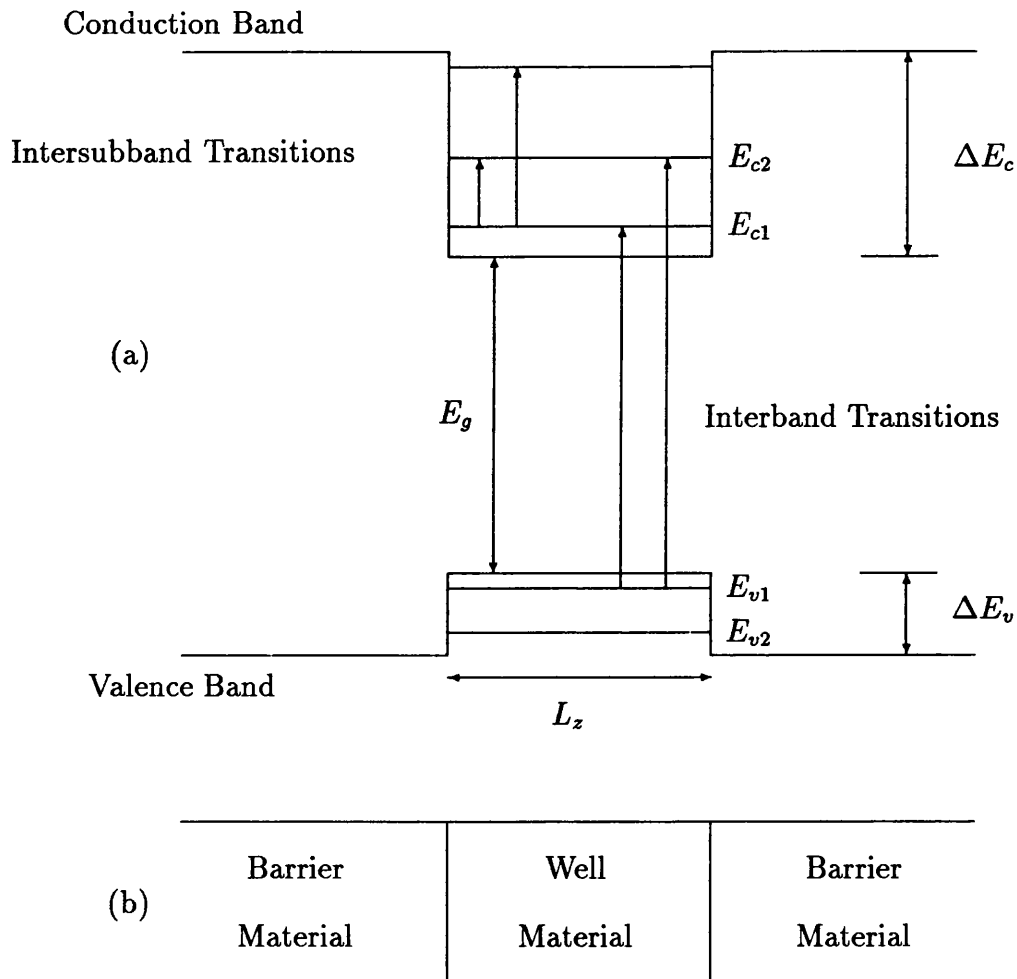 Conduction Band
Intersubband Transitions
E_{c2}
ΔE_c
E_{c1}
(a)
E_g
Interband Transitions
E_{v1}
ΔE_v
E_{v2}
Valence Band
L_z
Barrier
Well
Barrier
(b)
Material
Material
Material